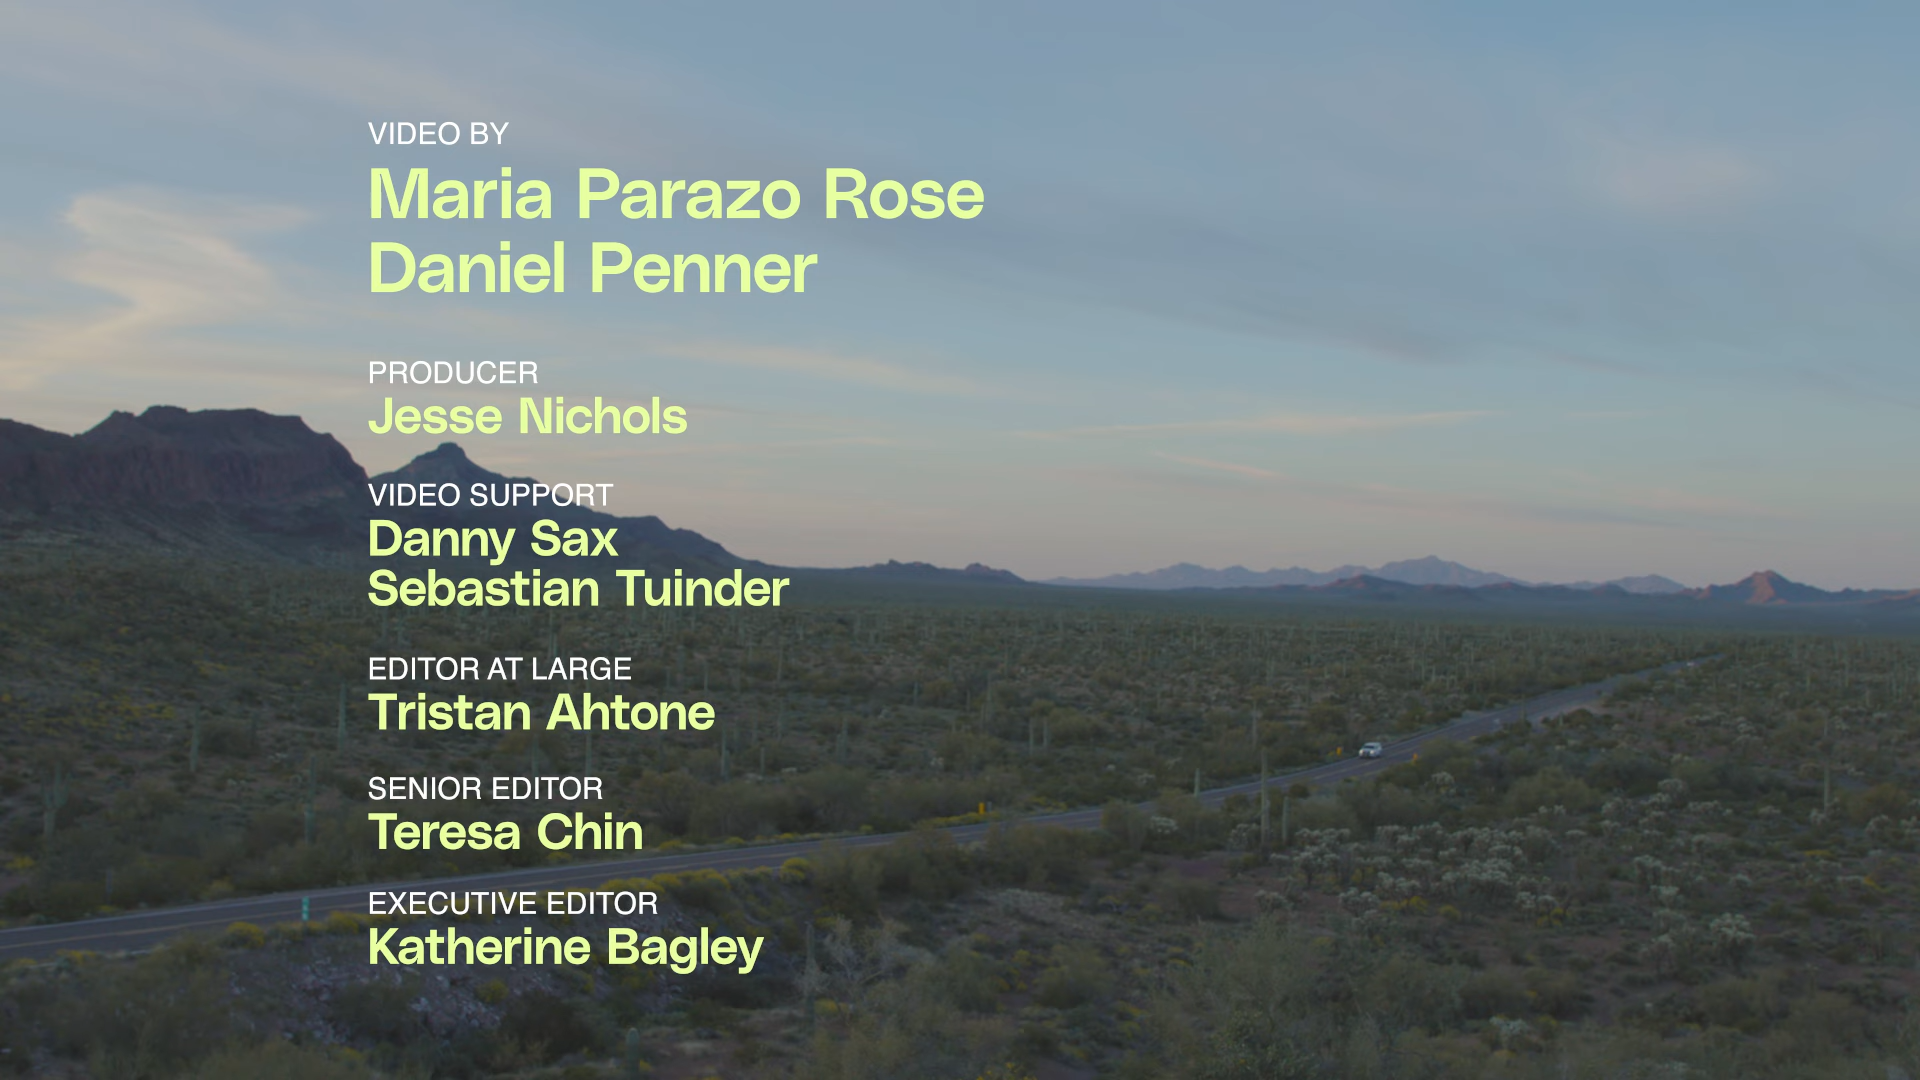 VIDEO BY
Maria Parazo Rose
Daniel Penner
PRODUCER
Jesse Nichols
VIDEO SUPPORT
Danny Sax
Sebastian Tuinder
EDITOR AT LARGE
Tristan Ahtone
SENIOR EDITOR
Teresa Chin
EXECUTIVE EDITOR
Katherine Bagley